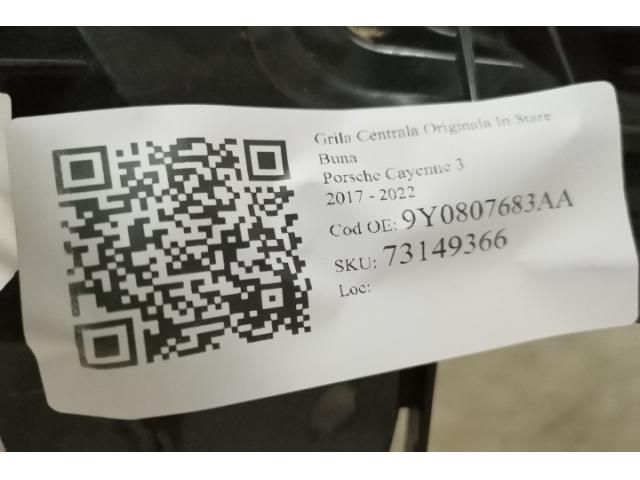 Grila Centrala Originala In Stare
Buna
Porsche Cayenne 3
2017 - 2022
Cod OE: 9Y0807683AA
SKU: 73149366
Loc: